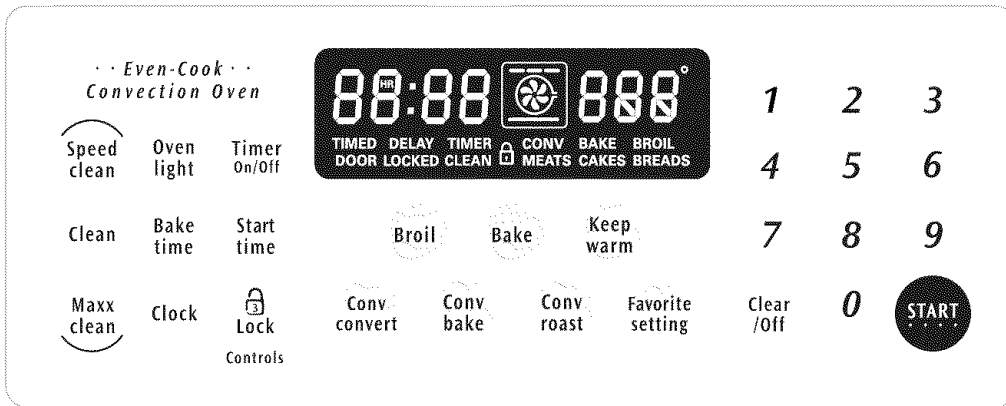 · · Even-Cook · ·
Convection Oven
Speed
clean
Oven
light
Timer
On/Off
Clean
Bake
time
Start
time
Maxx
clean
Clock
3
Lock
Controls
88:88 888°
HR
TIMED DELAY TIMER CONV BAKE BROIL
DOOR LOCKED CLEAN MEATS CAKES BREADS
Broil
Bake
Keep
warm
Conv
convert
Conv
bake
Conv
roast
Favorite
setting
1 2 3
4 5 6
7 8 9
Clear
/Off
0
START